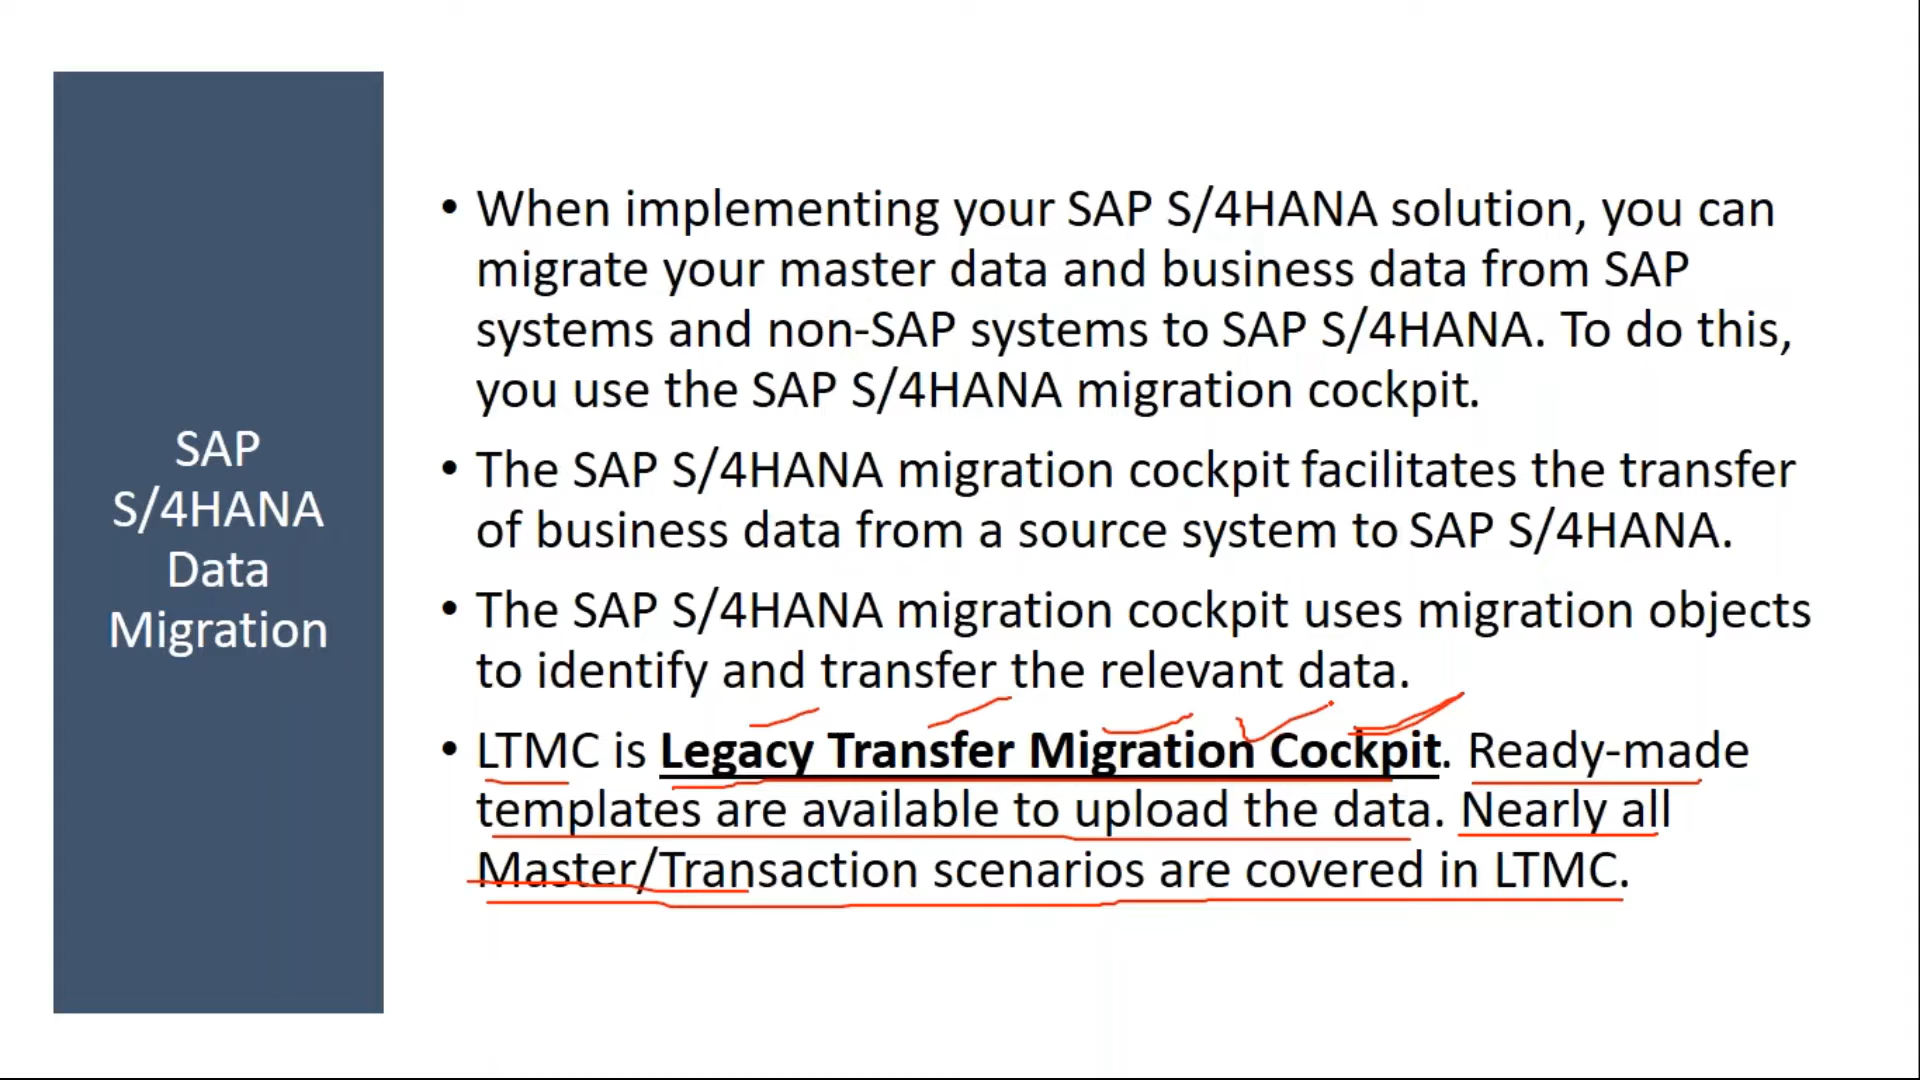 SAP
S/4HANA
Data
Migration
• When implementing your SAP S/4HANA solution, you can
migrate your master data and business data from SAP
systems and non-SAP systems to SAP S/4HANA. To do this,
you use the SAP S/4HANA migration cockpit.
• The SAP S/4HANA migration cockpit facilitates the transfer
of business data from a source system to SAP S/4HANA.
• The SAP S/4HANA migration cockpit uses migration objects
to identify and transfer the relevant data.
• LTMC is Legacy Transfer Migration Cockpit. Ready-made
templates are available to upload the data. Nearly all
Master/Transaction scenarios are covered in LTMC.